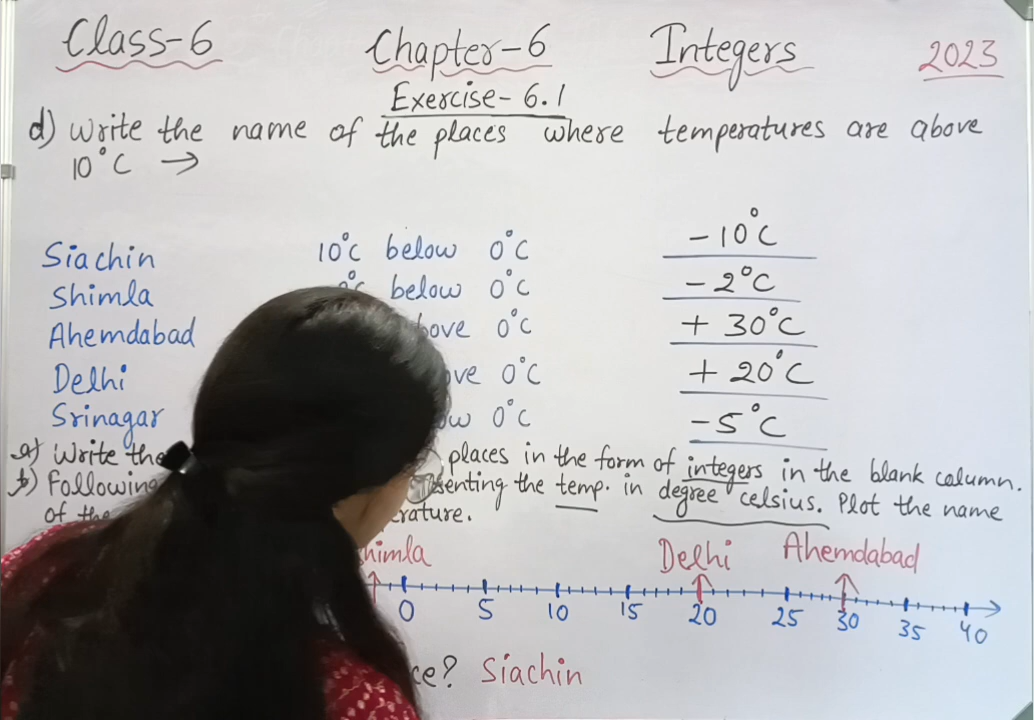 Class-6 Chapter-6 Integers 2023
Exercise-6.1
d) Write the name of the places where temperatures are above
10°C →
Siachin 10°C below 0°C -10°C
Shimla below 0°C -2°C
Ahemdabad 0°C +30°C
Delhi 0°C +20°C
Srinagar 0°C -5°C
a) Write the places in the form of integers in the blank column.
b) Following the temp. in degree celsius. Plot the name
of
Delhi Ahemdabad
0 5 10 15 20 25 30 35 40
Siachin